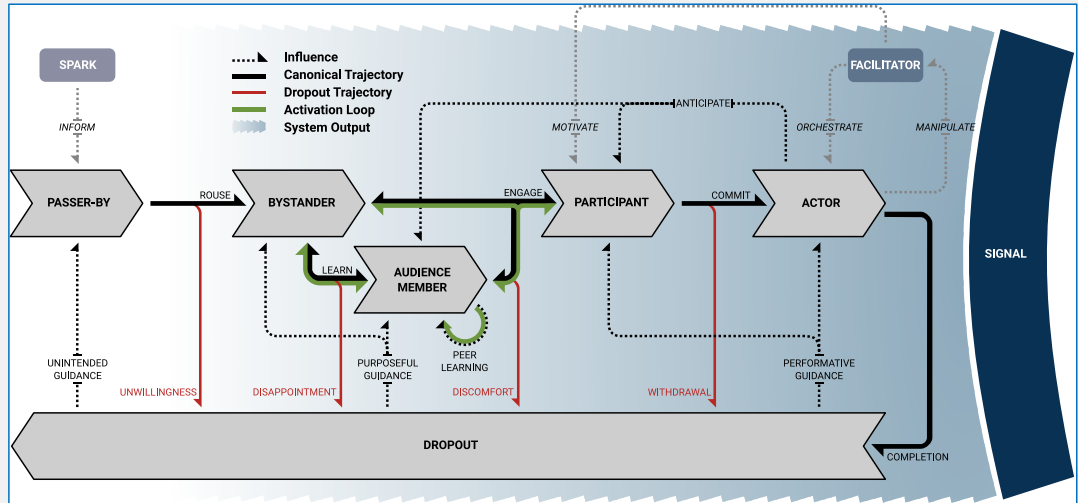 SPARK
Influence
Canonical Trajectory
Dropout Trajectory
Activation Loop
System Output
FACILITATOR
ANTICIPATE
INFORM
MOTIVATE
ORCHESTRATE
MANIPULATE
PASSER-BY
ROUSE
BYSTANDER
ENGAGE
PARTICIPANT
COMMIT
ACTOR
LEARN
AUDIENCE
MEMBER
SIGNAL
PEER
LEARNING
UNINTENDED
GUIDANCE
PURPOSEFUL
GUIDANCE
PERFORMATIVE
GUIDANCE
UNWILLINGNESS
DISAPPOINTMENT
DISCOMFORT
WITHDRAWAL
DROPOUT
COMPLETION